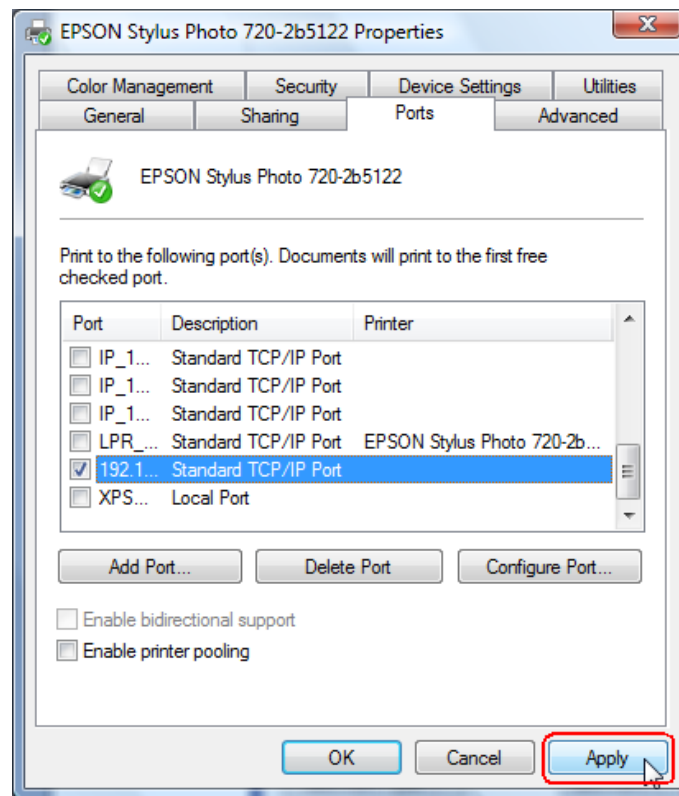 EPSON Stylus Photo 720-2b5122 Properties
Color Management Security Device Settings Utilities
General Sharing Ports Advanced
EPSON Stylus Photo 720-2b5122
Print to the following port(s). Documents will print to the first free
checked port.
Port Description Printer
IP_1... Standard TCP/IP Port
IP_1... Standard TCP/IP Port
IP_1... Standard TCP/IP Port
LPR_... Standard TCP/IP Port EPSON Stylus Photo 720-2b...
192.1... Standard TCP/IP Port
XPS... Local Port
Add Port... Delete Port Configure Port...
Enable bidirectional support
Enable printer pooling
OK Cancel Apply